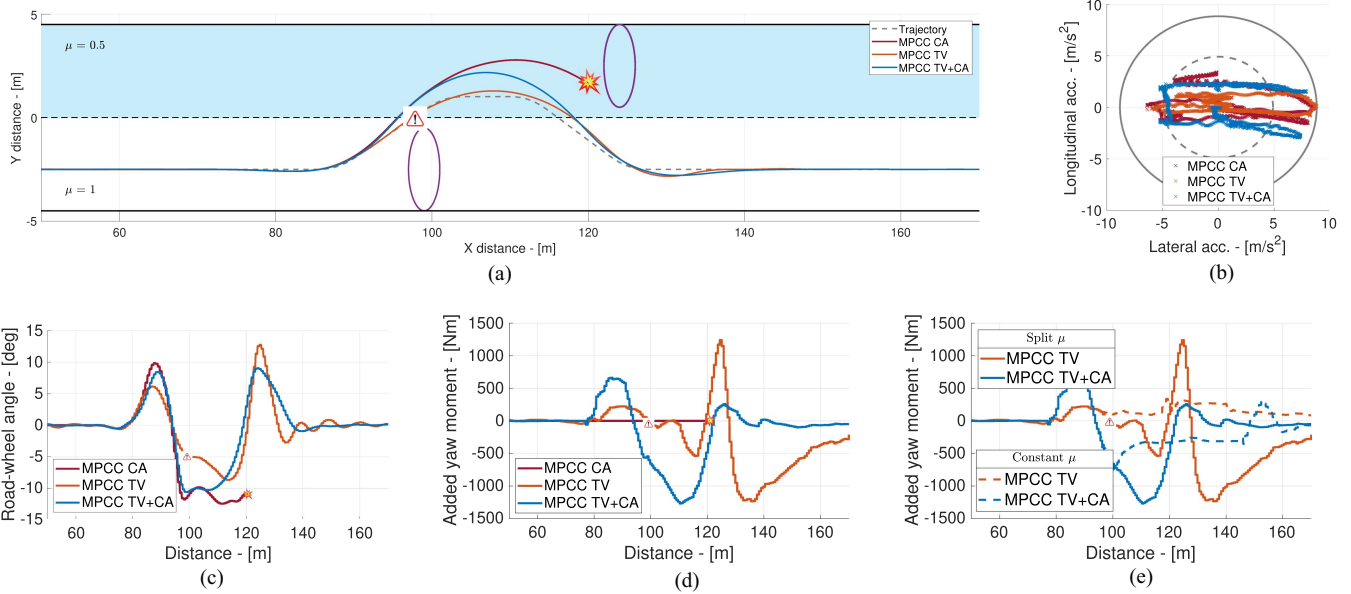 5
0
-5
Y distance - [m]
μ = 0.5
μ = 1
Trajectory
MPCC CA
MPCC TV
MPCC TV+CA
60
80
100
120
140
160
X distance - [m]
(a)
10
5
0
-5
-10
Longitudinal acc. - [m/s²]
MPCC CA
MPCC TV
MPCC TV+CA
-10
-5
0
5
10
Lateral acc. - [m/s²]
(b)
15
10
5
0
-5
-10
-15
Road-wheel angle - [deg]
MPCC CA
MPCC TV
MPCC TV+CA
60
80
100
120
140
160
Distance - [m]
(c)
1500
1000
500
0
-500
-1000
-1500
Added yaw moment - [Nm]
MPCC CA
MPCC TV
MPCC TV+CA
60
80
100
120
140
160
Distance - [m]
(d)
1500
1000
500
0
-500
-1000
-1500
Added yaw moment - [Nm]
Split μ
MPCC TV
MPCC TV+CA
Constant μ
MPCC TV
MPCC TV+CA
60
80
100
120
140
160
Distance - [m]
(e)